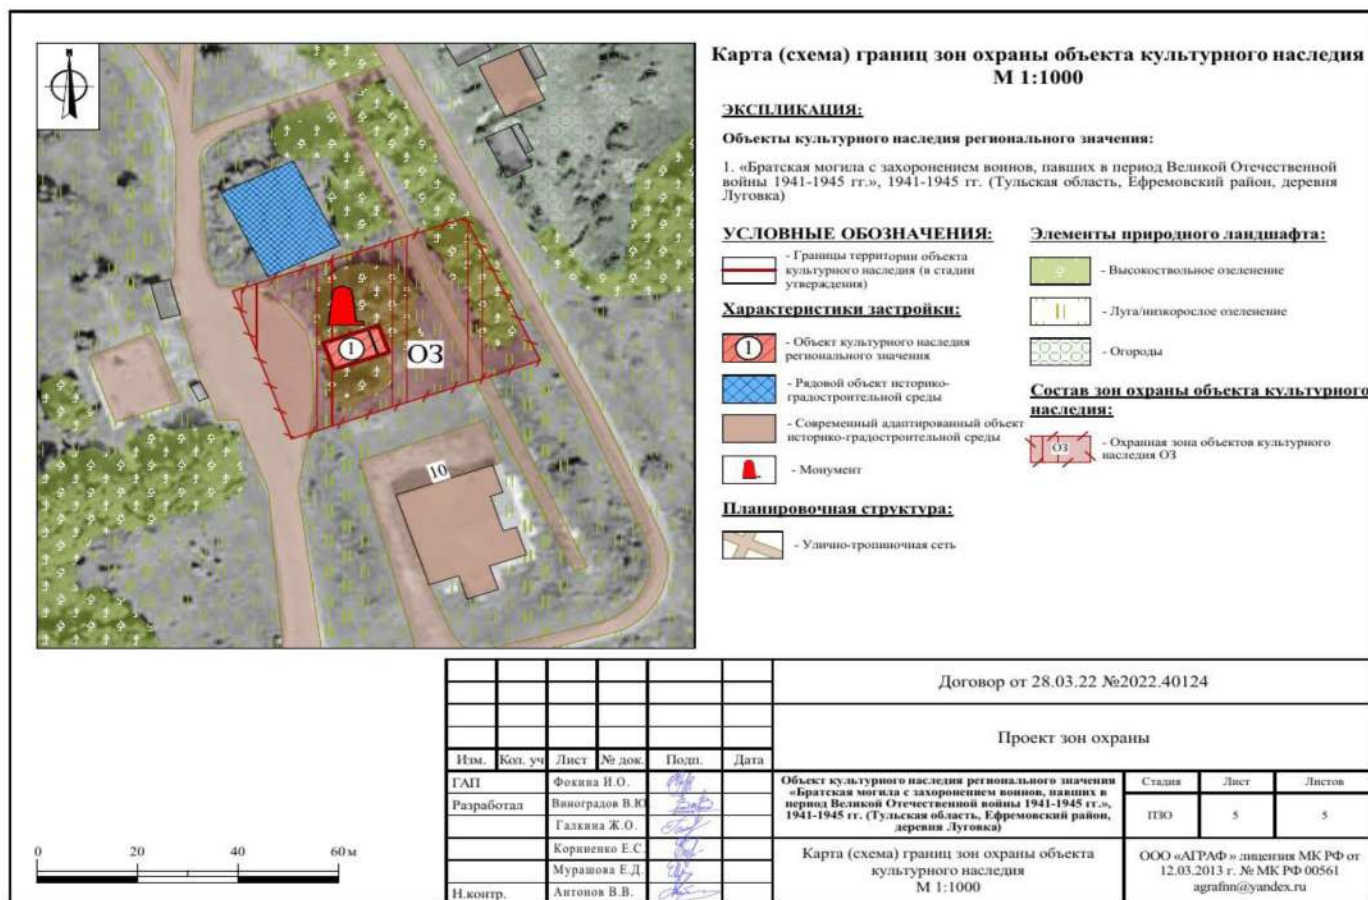 Карта (схема) границ зон охраны объекта культурного наследия
М 1:1000
ЭКСПЛИКАЦИЯ:
Объекты культурного наследия регионального значения:
1. «Братская могила с захоронением воинов, павших в период Великой Отечественной
войны 1941-1945 гг.», 1941-1945 гг. (Тульская область, Ефремовский район, деревня
Луговка)
УСЛОВНЫЕ ОБОЗНАЧЕНИЯ:
- Границы территории объекта
культурного наследия (в стадии
утверждения)
Характеристики застройки:
1
- Объект культурного наследия
регионального значения
- Рядовой объект историко-
градостроительной среды
- Современный адаптированный объект
историко-градостроительной среды
- Монумент
Планировочная структура:
- Улично-тропиночная сеть
Элементы природного ландшафта:
- Высокоствольное озеленение
- Луга/низкорослое озеленение
- Огороды
Состав зон охраны объекта культурного
наследия:
ОЗ
- Охранная зона объектов культурного
наследия ОЗ
1
ОЗ
10
0 20 40 60 м
Договор от 28.03.22 №2022.40124
Проект зон охраны
Изм. Кол. уч Лист № док. Подп. Дата
ГАП Фокина И.О.
Разработал Виноградов В.Ю
Галкина Ж.О.
Корниенко Е.С.
Мурашова Е.Д.
Н.контр. Антонов В.В.
Объект культурного наследия регионального значения
«Братская могила с захоронением воинов, павших в
период Великой Отечественной войны 1941-1945 гг.»,
1941-1945 гг. (Тульская область, Ефремовский район,
деревня Луговка)
Стадия Лист Листов
ПЗО 5 5
Карта (схема) границ зон охраны объекта
культурного наследия
М 1:1000
ООО «АГРАФ» лицензия МК РФ от
12.03.2013 г. № МК РФ 00561
agrafnn@yandex.ru